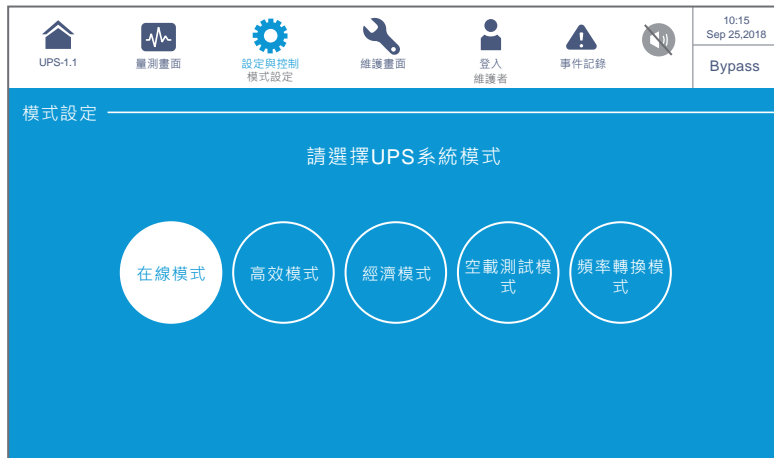 10:15
Sep 25,2018
UPS-1.1
量測畫面
設定與控制
模式設定
維護畫面
登入
維護者
事件記錄
Bypass
模式設定
請選擇UPS系統模式
在線模式
高效模式
經濟模式
空載測試模
式
頻率轉換模
式